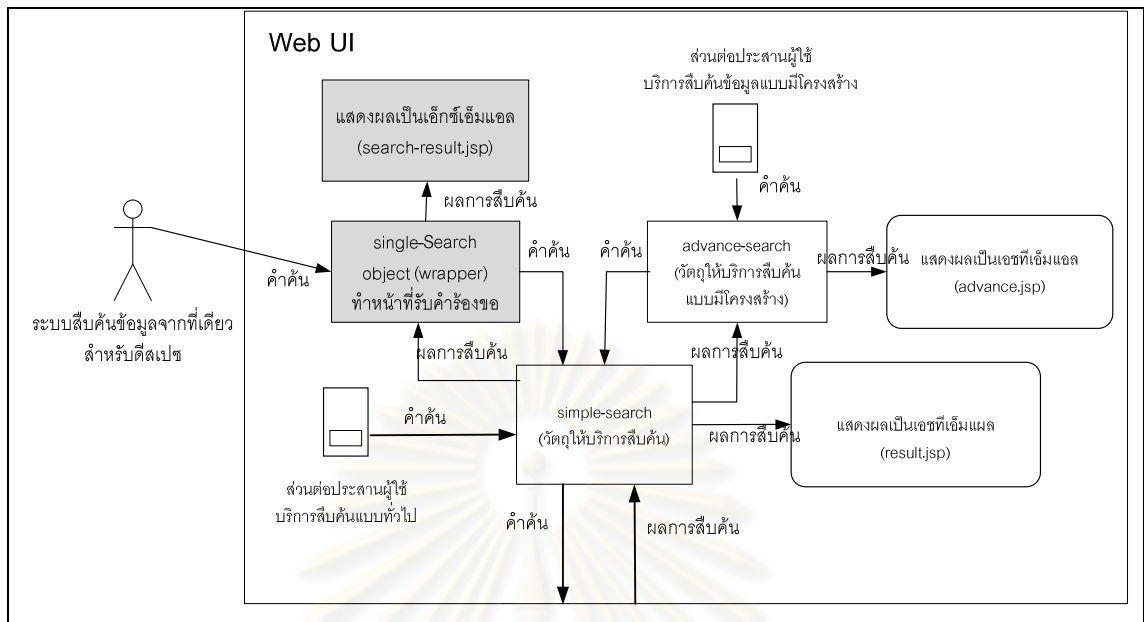 Web UI
ส่วนต่อประสานผู้ใช้
บริการสืบค้นข้อมูลแบบมีโครงสร้าง
แสดงผลเป็นเอ็กซ์เอ็มแอล
(search-result.jsp)
คำค้น
ผลการสืบค้น
single-Search
object (wrapper)
ทำหน้าที่รับคำร้องขอ
คำค้น
คำค้น
advance-search
(วัตถุให้บริการสืบค้น
แบบมีโครงสร้าง)
ผลการสืบค้น
แสดงผลเป็นเอชทีเอ็มแอล
(advance.jsp)
คำค้น
ระบบสืบค้นข้อมูลจากที่เดียว
สำหรับดีสเปซ
ผลการสืบค้น
ผลการสืบค้น
คำค้น
simple-search
(วัตถุให้บริการสืบค้น)
ผลการสืบค้น
แสดงผลเป็นเอชทีเอ็มแผล
(result.jsp)
ส่วนต่อประสานผู้ใช้
บริการสืบค้นแบบทั่วไป
คำค้น
ผลการสืบค้น